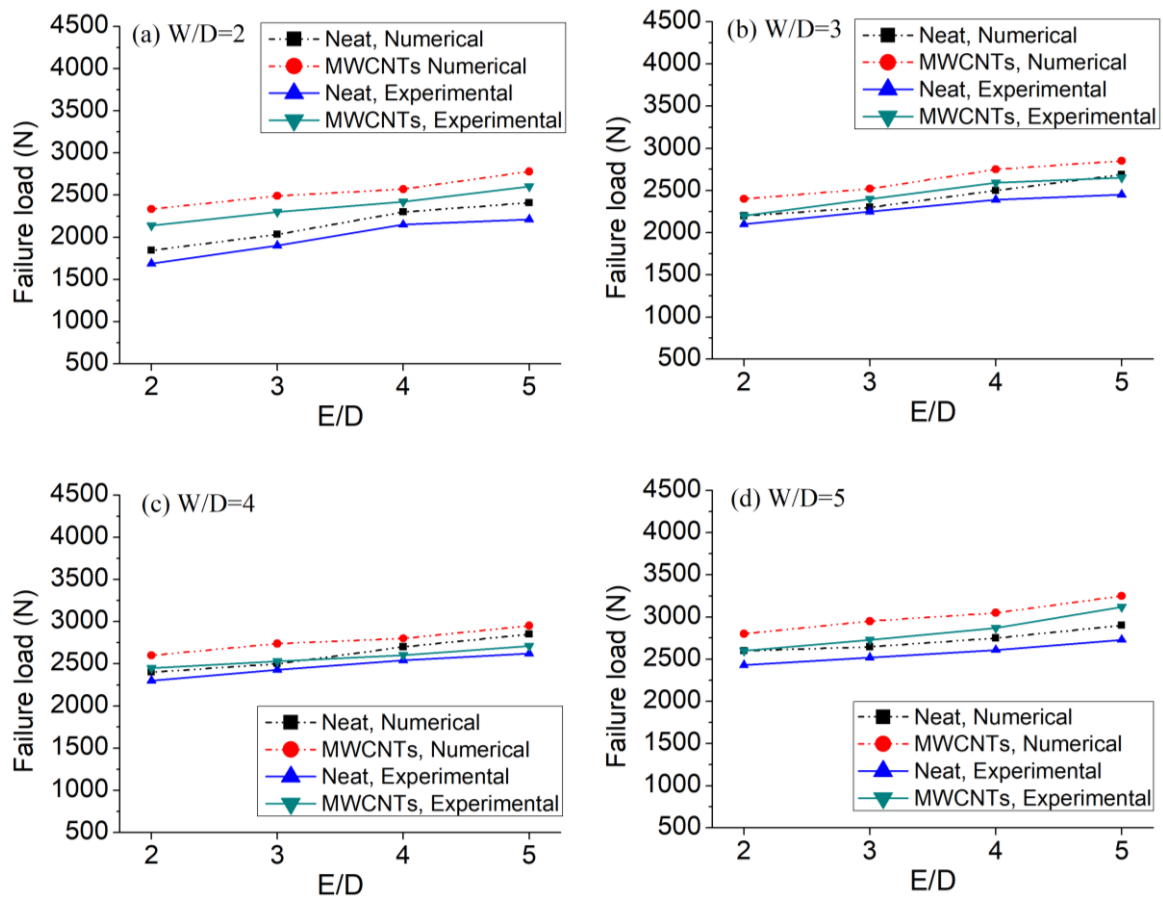 (a) W/D=2
Neat, Numerical
MWCNTs Numerical
Neat, Experimental
MWCNTs, Experimental
Failure load (N)
4500
4000
3500
3000
2500
2000
1500
1000
500
2 3 4 5
E/D
(b) W/D=3
Neat, Numerical
MWCNTs, Numerical
Neat, Experimental
MWCNTs, Experimental
Failure load (N)
4500
4000
3500
3000
2500
2000
1500
1000
500
2 3 4 5
E/D
(c) W/D=4
Failure load (N)
4500
4000
3500
3000
2500
2000
1500
1000
500
Neat, Numerical
MWCNTs, Numerical
Neat, Experimental
MWCNTs, Experimental
2 3 4 5
E/D
(d) W/D=5
Failure load (N)
4500
4000
3500
3000
2500
2000
1500
1000
500
Neat, Numerical
MWCNTs, Numerical
Neat, Experimental
MWCNTs, Experimental
2 3 4 5
E/D